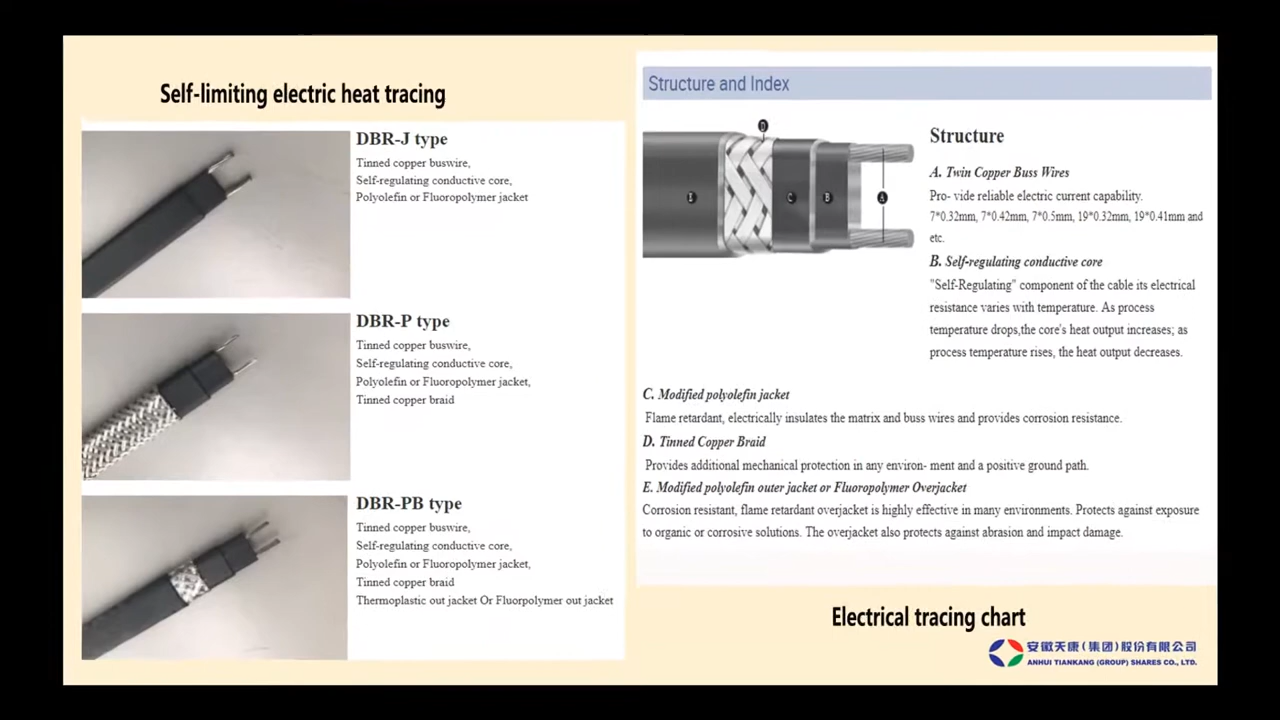 Self-limiting electric heat tracing
DBR-J type
Tinned copper buswire,
Self-regulating conductive core,
Polyolefin or Fluoropolymer jacket
DBR-P type
Tinned copper buswire,
Self-regulating conductive core,
Polyolefin or Fluoropolymer jacket,
Tinned copper braid
DBR-PB type
Tinned copper buswire,
Self-regulating conductive core,
Polyolefin or Fluoropolymer jacket,
Tinned copper braid
Thermoplastic out jacket Or Fluorpolymer out jacket
Structure and Index
D
E
C
B
A
Structure
A. Twin Copper Buss Wires
Pro- vide reliable electric current capability.
7*0.32mm, 7*0.42mm, 7*0.5mm, 19*0.32mm, 19*0.41mm and
etc.
B. Self-regulating conductive core
"Self-Regulating" component of the cable its electrical
resistance varies with temperature. As process
temperature drops,the core's heat output increases; as
process temperature rises, the heat output decreases.
C. Modified polyolefin jacket
Flame retardant, electrically insulates the matrix and buss wires and provides corrosion resistance.
D. Tinned Copper Braid
Provides additional mechanical protection in any environ- ment and a positive ground path.
E. Modified polyolefin outer jacket or Fluoropolymer Overjacket
Corrosion resistant, flame retardant overjacket is highly effective in many environments. Protects against exposure
to organic or corrosive solutions. The overjacket also protects against abrasion and impact damage.
Electrical tracing chart
安徽天康(集团)股份有限公司
ANHUI TIANKANG (GROUP) SHARES CO., LTD.